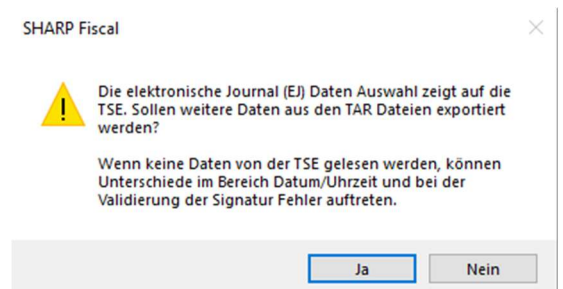 SHARP Fiscal
Die elektronische Journal (EJ) Daten Auswahl zeigt auf die
TSE. Sollen weitere Daten aus den TAR Dateien exportiert
werden?
Wenn keine Daten von der TSE gelesen werden, können
Unterschiede im Bereich Datum/Uhrzeit und bei der
Validierung der Signatur Fehler auftreten.
Ja
Nein